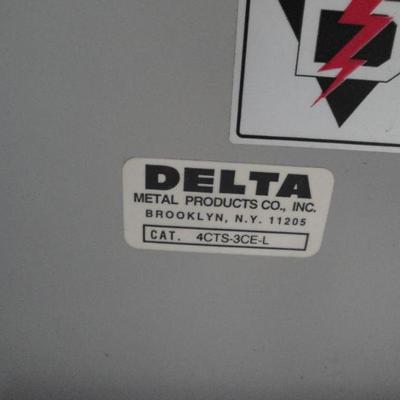 D
DELTA
METAL PRODUCTS CO., INC.
BROOKLYN, N.Y. 11205
CAT. 4CTS-3CE-L